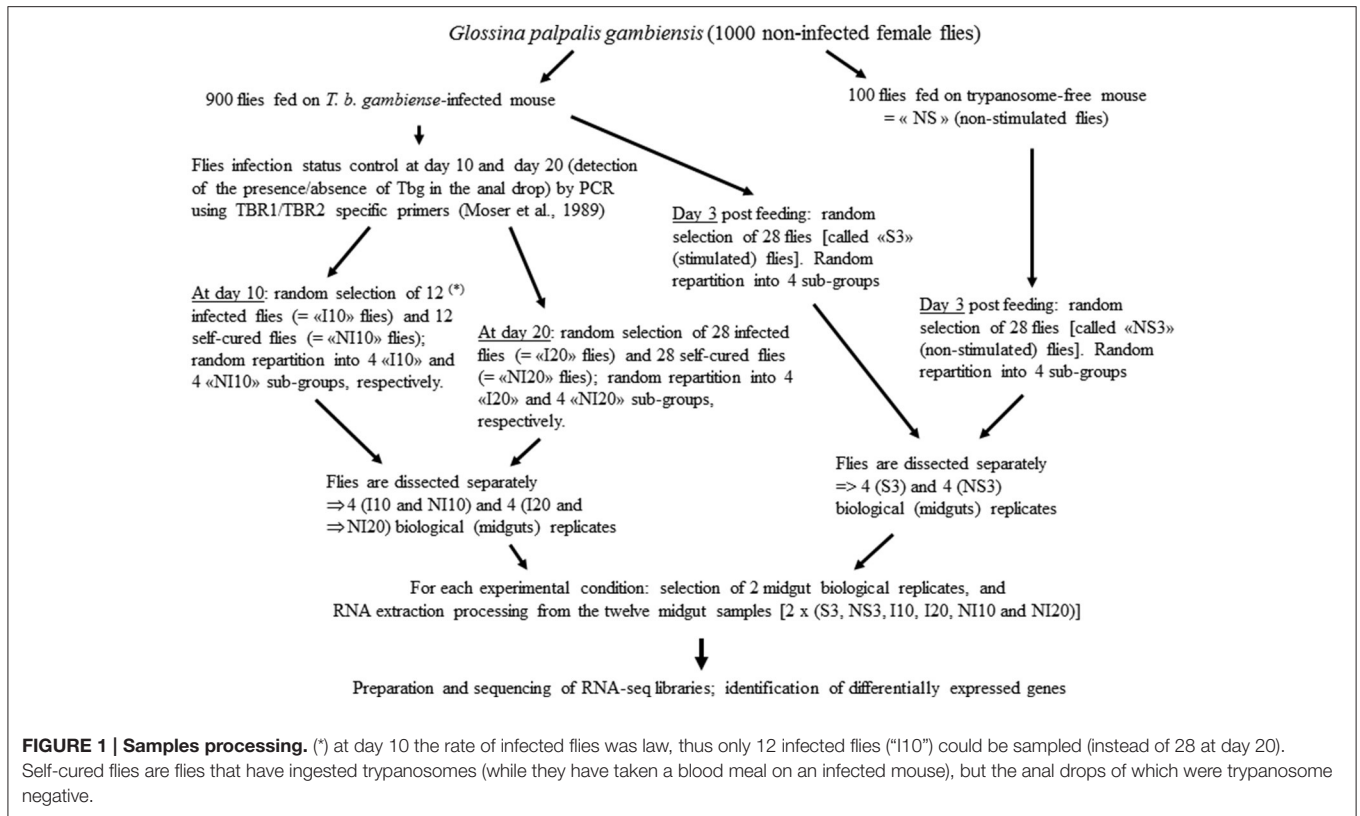 Glossina palpalis gambiensis (1000 non-infected female flies)
900 flies fed on T. b. gambiense-infected mouse
100 flies fed on trypanosome-free mouse
= « NS » (non-stimulated flies)
Flies infection status control at day 10 and day 20 (detection
of the presence/absence of Tbg in the anal drop) by PCR
using TBR1/TBR2 specific primers (Moser et al., 1989)
Day 3 post feeding: random
selection of 28 flies [called «S3»
(stimulated) flies]. Random
repartition into 4 sub-groups
At day 10: random selection of 12 (*)
infected flies (= «I10» flies) and 12
self-cured flies (= «NI10» flies);
random repartition into 4 «I10» and
4 «NI10» sub-groups, respectively.
At day 20: random selection of 28 infected
flies (= «I20» flies) and 28 self-cured flies
(= «NI20» flies); random repartition into 4
«I20» and 4 «NI20» sub-groups,
respectively.
Day 3 post feeding: random
selection of 28 flies [called «NS3»
(non-stimulated) flies]. Random
repartition into 4 sub-groups
Flies are dissected separately
⇒4 (I10 and NI10) and 4 (I20 and
⇒NI20) biological (midguts) replicates
Flies are dissected separately
=> 4 (S3) and 4 (NS3)
biological (midguts) replicates
For each experimental condition: selection of 2 midgut biological replicates, and
RNA extraction processing from the twelve midgut samples [2 x (S3, NS3, I10, I20, NI10 and NI20)]
Preparation and sequencing of RNA-seq libraries; identification of differentially expressed genes
FIGURE 1 | Samples processing. (*) at day 10 the rate of infected flies was law, thus only 12 infected flies ("I10") could be sampled (instead of 28 at day 20).
Self-cured flies are flies that have ingested trypanosomes (while they have taken a blood meal on an infected mouse), but the anal drops of which were trypanosome
negative.